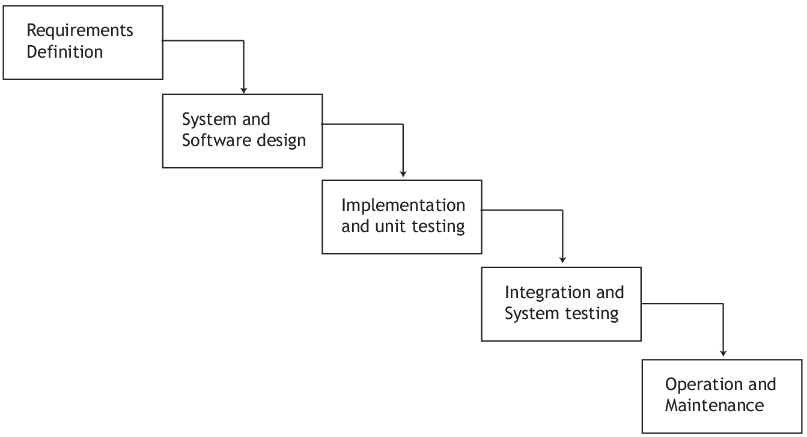 Requirements
Definition
System and
Software design
Implementation
and unit testing
Integration and
System testing
Operation and
Maintenance